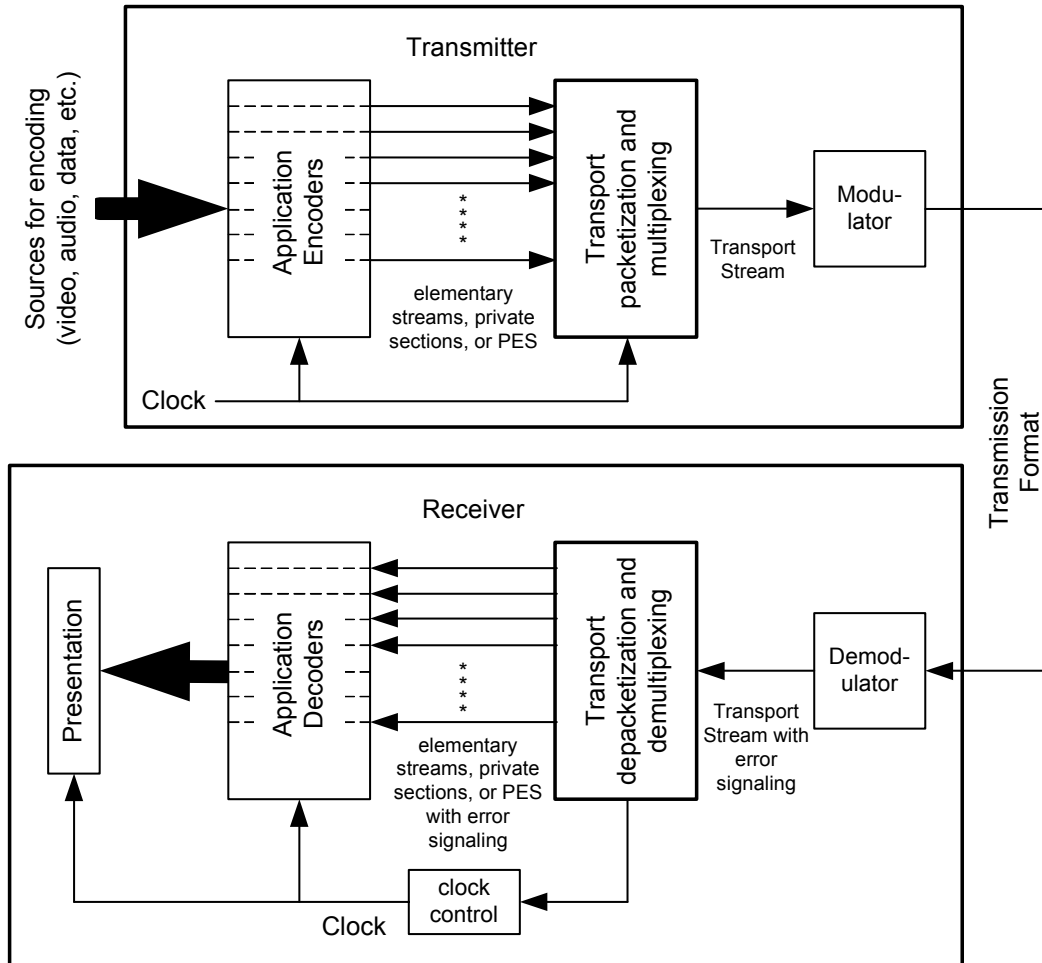 Transmitter
Sources for encoding
(video, audio, data, etc.)
Application
Encoders
* * * *
elementary
streams, private
sections, or PES
Transport
packetization and
multiplexing
Transport
Stream
Modu-
lator
Clock
Transmission
Format
Receiver
Presentation
Application
Decoders
* * * *
elementary
streams, private
sections, or PES
with error
signaling
Transport
depacketization and
demultiplexing
Transport
Stream with
error
signaling
Demod-
ulator
clock
control
Clock